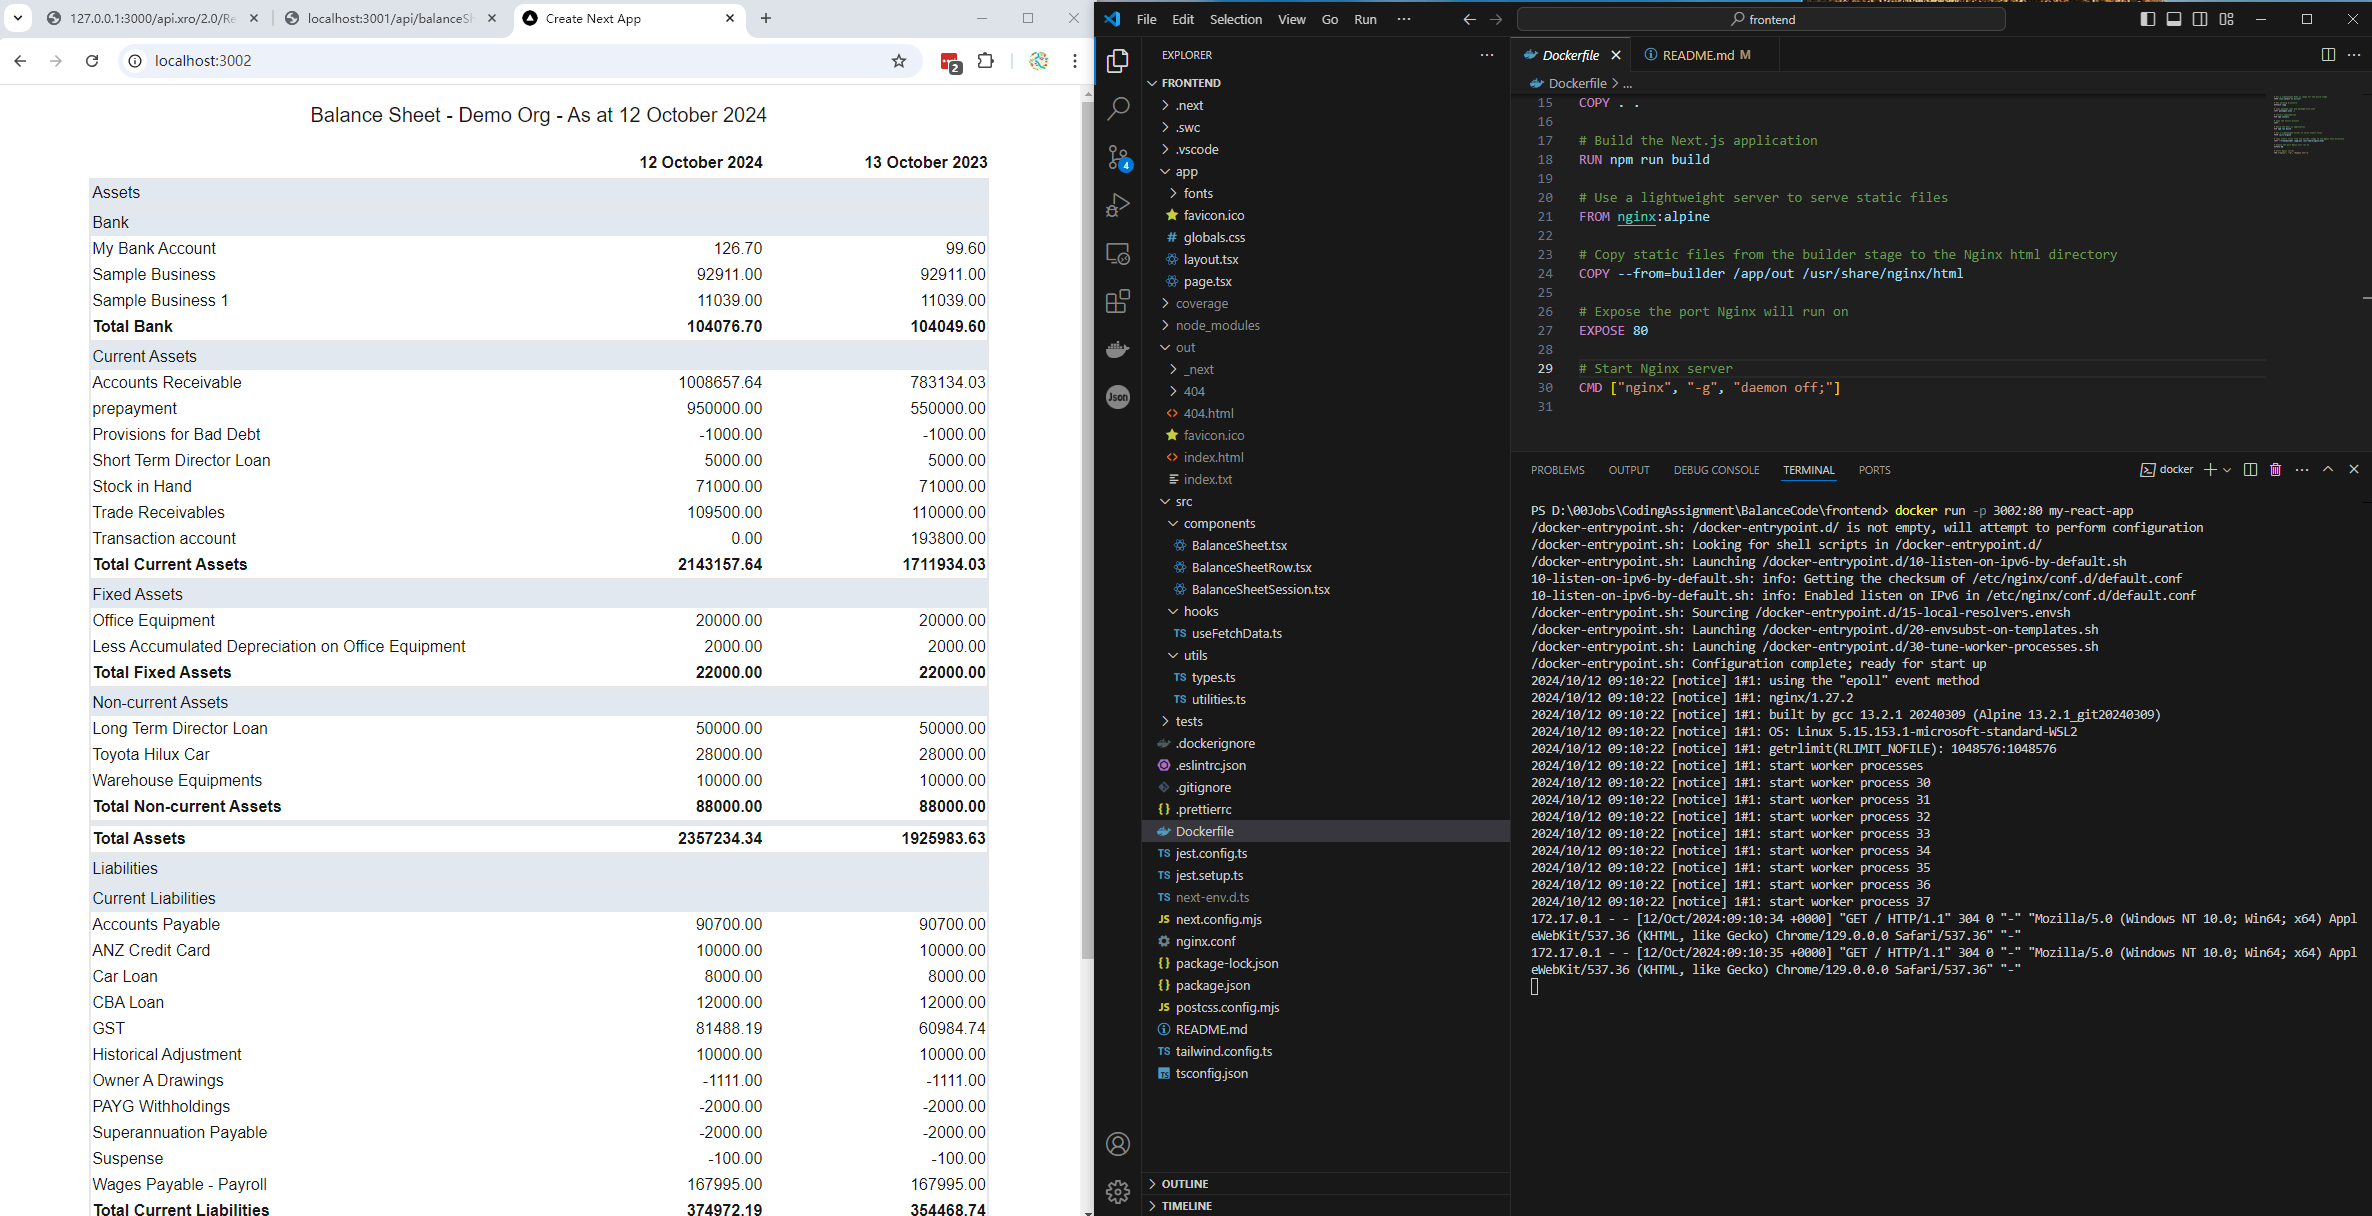 127.0.0.1:3000/api.xro/2.0/Re
localhost:3001/api/balanceSh
Create Next App
localhost:3002
2
Balance Sheet - Demo Org - As at 12 October 2024
12 October 2024 13 October 2023
Assets
Bank
My Bank Account 126.70 99.60
Sample Business 92911.00 92911.00
Sample Business 1 11039.00 11039.00
Total Bank 104076.70 104049.60
Current Assets
Accounts Receivable 1008657.64 783134.03
prepayment 950000.00 550000.00
Provisions for Bad Debt -1000.00 -1000.00
Short Term Director Loan 5000.00 5000.00
Stock in Hand 71000.00 71000.00
Trade Receivables 109500.00 110000.00
Transaction account 0.00 193800.00
Total Current Assets 2143157.64 1711934.03
Fixed Assets
Office Equipment 20000.00 20000.00
Less Accumulated Depreciation on Office Equipment 2000.00 2000.00
Total Fixed Assets 22000.00 22000.00
Non-current Assets
Long Term Director Loan 50000.00 50000.00
Toyota Hilux Car 28000.00 28000.00
Warehouse Equipments 10000.00 10000.00
Total Non-current Assets 88000.00 88000.00
Total Assets 2357234.34 1925983.63
Liabilities
Current Liabilities
Accounts Payable 90700.00 90700.00
ANZ Credit Card 10000.00 10000.00
Car Loan 8000.00 8000.00
CBA Loan 12000.00 12000.00
GST 81488.19 60984.74
Historical Adjustment 10000.00 10000.00
Owner A Drawings -1111.00 -1111.00
PAYG Withholdings -2000.00 -2000.00
Superannuation Payable -2000.00 -2000.00
Suspense -100.00 -100.00
Wages Payable - Payroll 167995.00 167995.00
Total Current Liabilities 374972.19 354468.74
File Edit Selection View Go Run ···
frontend
4
Json
EXPLORER
FRONTEND
.next
.swc
.vscode
app
fonts
favicon.ico
# globals.css
layout.tsx
page.tsx
coverage
node_modules
out
_next
404
<> 404.html
favicon.ico
<> index.html
index.txt
src
components
BalanceSheet.tsx
BalanceSheetRow.tsx
BalanceSheetSession.tsx
hooks
TS useFetchData.ts
utils
TS types.ts
TS utilities.ts
tests
.dockerignore
.eslintrc.json
.gitignore
{} .prettierrc
Dockerfile
TS jest.config.ts
TS jest.setup.ts
TS next-env.d.ts
JS next.config.mjs
nginx.conf
{} package-lock.json
{} package.json
JS postcss.config.mjs
README.md
TS tailwind.config.ts
tsconfig.json
OUTLINE
TIMELINE
Dockerfile
README.md M
Dockerfile > ...
15 COPY . .
16
17 # Build the Next.js application
18 RUN npm run build
19
20 # Use a lightweight server to serve static files
21 FROM nginx:alpine
22
23 # Copy static files from the builder stage to the Nginx html directory
24 COPY --from=builder /app/out /usr/share/nginx/html
25
26 # Expose the port Nginx will run on
27 EXPOSE 80
28
29 # Start Nginx server
30 CMD ["nginx", "-g", "daemon off;"]
31
PROBLEMS OUTPUT DEBUG CONSOLE TERMINAL PORTS
docker
PS D:\00Jobs\CodingAssignment\BalanceCode\frontend> docker run -p 3002:80 my-react-app
/docker-entrypoint.sh: /docker-entrypoint.d/ is not empty, will attempt to perform configuration
/docker-entrypoint.sh: Looking for shell scripts in /docker-entrypoint.d/
/docker-entrypoint.sh: Launching /docker-entrypoint.d/10-listen-on-ipv6-by-default.sh
10-listen-on-ipv6-by-default.sh: info: Getting the checksum of /etc/nginx/conf.d/default.conf
10-listen-on-ipv6-by-default.sh: info: Enabled listen on IPv6 in /etc/nginx/conf.d/default.conf
/docker-entrypoint.sh: Sourcing /docker-entrypoint.d/15-local-resolvers.envsh
/docker-entrypoint.sh: Launching /docker-entrypoint.d/20-envsubst-on-templates.sh
/docker-entrypoint.sh: Launching /docker-entrypoint.d/30-tune-worker-processes.sh
/docker-entrypoint.sh: Configuration complete; ready for start up
2024/10/12 09:10:22 [notice] 1#1: using the "epoll" event method
2024/10/12 09:10:22 [notice] 1#1: nginx/1.27.2
2024/10/12 09:10:22 [notice] 1#1: built by gcc 13.2.1 20240309 (Alpine 13.2.1_git20240309)
2024/10/12 09:10:22 [notice] 1#1: OS: Linux 5.15.153.1-microsoft-standard-WSL2
2024/10/12 09:10:22 [notice] 1#1: getrlimit(RLIMIT_NOFILE): 1048576:1048576
2024/10/12 09:10:22 [notice] 1#1: start worker processes
2024/10/12 09:10:22 [notice] 1#1: start worker process 30
2024/10/12 09:10:22 [notice] 1#1: start worker process 31
2024/10/12 09:10:22 [notice] 1#1: start worker process 32
2024/10/12 09:10:22 [notice] 1#1: start worker process 33
2024/10/12 09:10:22 [notice] 1#1: start worker process 34
2024/10/12 09:10:22 [notice] 1#1: start worker process 35
2024/10/12 09:10:22 [notice] 1#1: start worker process 36
2024/10/12 09:10:22 [notice] 1#1: start worker process 37
172.17.0.1 - - [12/Oct/2024:09:10:34 +0000] "GET / HTTP/1.1" 304 0 "-" "Mozilla/5.0 (Windows NT 10.0; Win64; x64) Appl
eWebKit/537.36 (KHTML, like Gecko) Chrome/129.0.0.0 Safari/537.36" "-"
172.17.0.1 - - [12/Oct/2024:09:10:35 +0000] "GET / HTTP/1.1" 304 0 "-" "Mozilla/5.0 (Windows NT 10.0; Win64; x64) Appl
eWebKit/537.36 (KHTML, like Gecko) Chrome/129.0.0.0 Safari/537.36" "-"